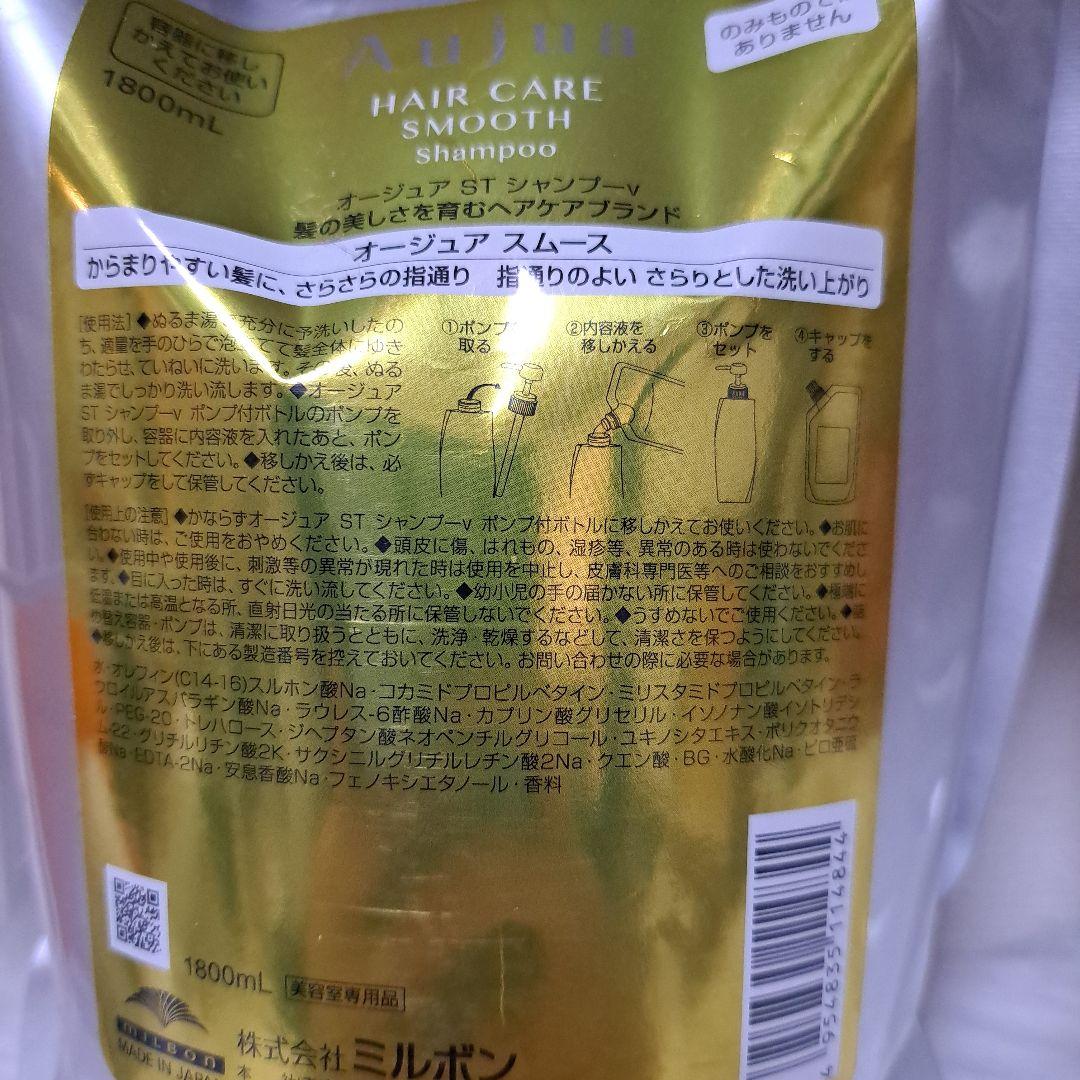 容器に移し
かえてお使い
ください
1800mL
のみものでは
ありません
Aujua
HAIR CARE
SMOOTH
shampoo
オージュア ST シャンプーv
髪の美しさを育むヘアケアブランド
オージュア スムース
からまりやすい髪に、さらさらの指通り 指通りのよい さらりとした洗い上がり
[使用法]◆ぬるま湯で充分に予洗いしたの
ち、適量を手のひらで泡立てて髪全体にゆき
わたらせ、ていねいに洗います。その後、ぬる
ま湯でしっかり洗い流します。◆オージュア
ST シャンプーv ポンプ付ボトルのポンプを
取り外し、容器に内容液を入れたあと、ポン
プをセットしてください。◆移しかえ後は、必
ずキャップをして保管してください。
①ポンプを
取る
②内容液を
移しかえる
③ポンプを
セット
④キャップを
する
[使用上の注意]◆かならずオージュア ST シャンプーv ポンプ付ボトルに移しかえてお使いください。◆お肌に
合わない時は、ご使用をおやめください。◆頭皮に傷、はれもの、湿疹等、異常のある時は使わないでくださ
い。◆使用中や使用後に、刺激等の異常が現れた時は使用を中止し、皮膚科専門医等へのご相談をおすすめし
ます。◆目に入った時は、すぐに洗い流してください。◆幼小児の手の届かない所に保管してください。◆極端に
低温または高温となる所、直射日光の当たる所に保管しないでください。◆うすめないでご使用ください。◆詰
め替え容器・ポンプは、清潔に取り扱うとともに、洗浄・乾燥するなどして、清潔さを保つようにしてください。
◆移しかえ後は、下にある製造番号を控えておいてください。お問い合わせの際に必要な場合があります。
水・オレフィン(C14-16)スルホン酸Na・コカミドプロピルベタイン・ミリスタミドプロピルベタイン・ラ
ウロイルアスパラギン酸Na・ラウレス-6酢酸Na・カプリン酸グリセリル・イソノナン酸イソトリデシ
ル・PEG-20・トレハロース・ジヘプタン酸ネオペンチルグリコール・ユキノシタエキス・ポリクオタニウ
ム-22・グリチルリチン酸2K・サクシニルグリチルレチン酸2Na・クエン酸・BG・水酸化Na・ピロ亜硫
酸Na・EDTA-2Na・安息香酸Na・フェノキシエタノール・香料
1800mL 美容室専用品
MILBON
MADE IN JAPAN
株式会社 ミルボン
4954835114844